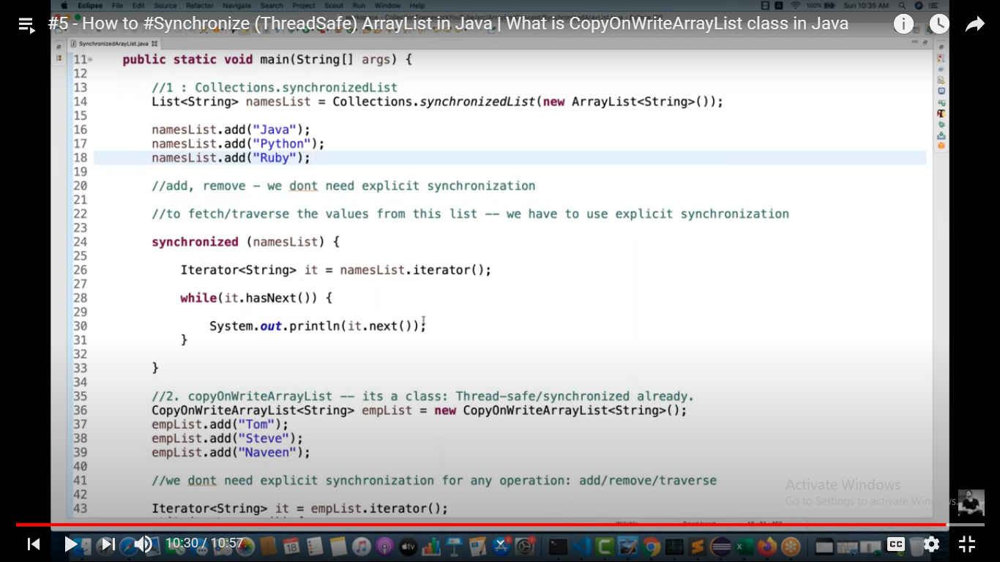 Eclipse File Edit Source Refactor Navigate Search Project Scout Run Window Help 100% Sun 10:35 AM
#5 - How to #Synchronize (ThreadSafe) ArrayList in Java | What is CopyOnWriteArrayList class in Java
SynchronizedArayList.java
11 public static void main(String[] args) {
12
13 //1 : Collections.synchronizedList
14 List<String> namesList = Collections.synchronizedList(new ArrayList<String>());
15
16 namesList.add("Java");
17 namesList.add("Python");
18 namesList.add("Ruby");
19
20 //add, remove - we dont need explicit synchronization
21
22 //to fetch/traverse the values from this list -- we have to use explicit synchronization
23
24 synchronized (namesList) {
25
26 Iterator<String> it = namesList.iterator();
27
28 while(it.hasNext()) {
29
30 System.out.println(it.next());
31 }
32
33 }
34
35 //2. copyOnWriteArrayList -- its a class: Thread-safe/synchronized already.
36 CopyOnWriteArrayList<String> empList = new CopyOnWriteArrayList<String>();
37 empList.add("Tom");
38 empList.add("Steve");
39 empList.add("Naveen");
40
41 //we dont need explicit synchronization for any operation: add/remove/traverse
42
43 Iterator<String> it = empList.iterator();
Activate Windows
Go to Settings to activate Windows.
10:30 / 10:57
CC